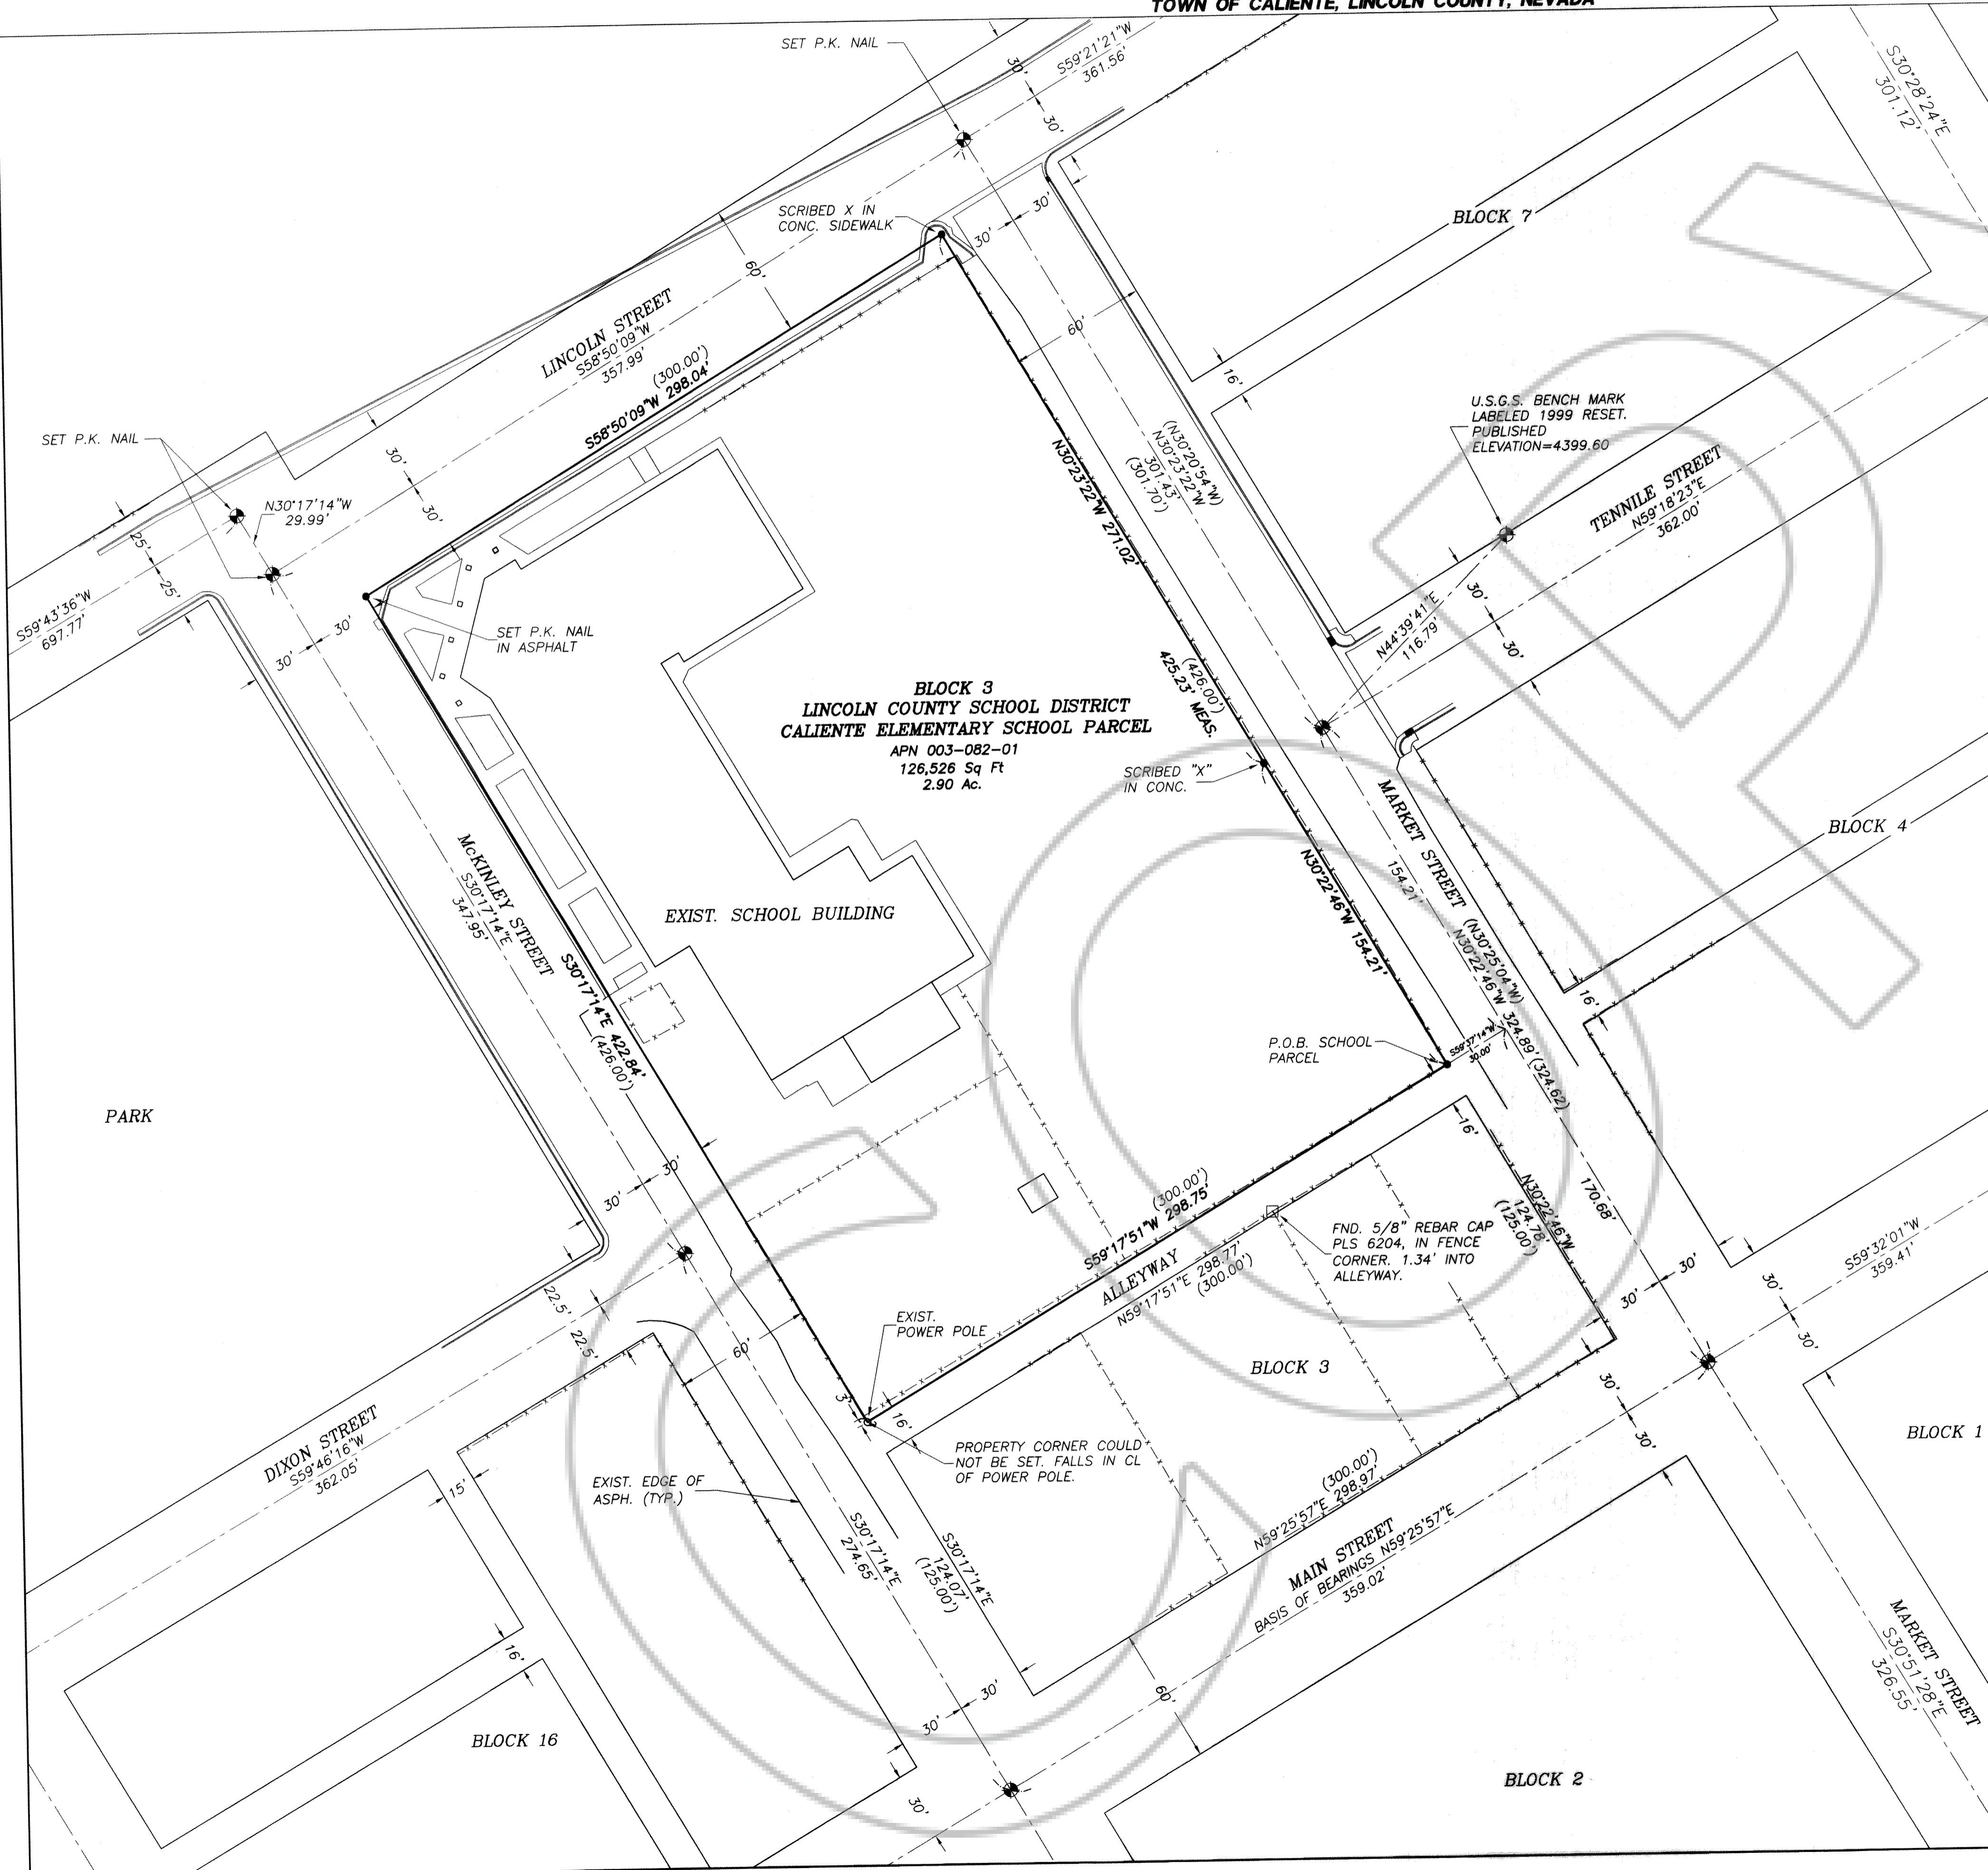 TOWN OF CALIENTE, LINCOLN COUNTY, NEVADA
SET P.K. NAIL
30'
30'
S59°21'21"W
361.56'
S30°28'24"E
301.12'
SCRIBED X IN
CONC. SIDEWALK
30'
30'
BLOCK 7
60'
LINCOLN STREET
S58°50'09"W
357.99'
(300.00')
S58°50'09"W 298.04'
60'
16'
U.S.G.S. BENCH MARK
LABELED 1999 RESET.
PUBLISHED
ELEVATION=4399.60
SET P.K. NAIL
30'
30'
N30°17'14"W
29.99'
25'
25'
S59°43'36"W
697.77'
30'
30'
SET P.K. NAIL
IN ASPHALT
N30°23'22"W 271.02'
(N30°20'54"W)
N30°23'22"W
301.43'
(301.70')
TENNILE STREET
N59°18'23"E
362.00'
N44°39'41"E
116.79'
30'
30'
(426.00')
425.23' MEAS.
BLOCK 3
LINCOLN COUNTY SCHOOL DISTRICT
CALIENTE ELEMENTARY SCHOOL PARCEL
APN 003-082-01
126,526 Sq Ft
2.90 Ac.
SCRIBED "X"
IN CONC.
MARKET STREET
154.21'
N30°22'46"W 154.21'
(N30°25'04"W)
N30°22'46"W 324.89'
(324.62)
BLOCK 4
McKINLEY STREET
S30°17'14"E
347.95'
EXIST. SCHOOL BUILDING
S30°17'14"E 422.84'
(426.00')
16'
P.O.B. SCHOOL
PARCEL
S59°37'14"W
30.00'
PARK
16'
30'
30'
(300.00')
S59°17'51"W 298.75'
ALLEYWAY
N59°17'51"E 298.77'
(300.00')
FND. 5/8" REBAR CAP
PLS 6204, IN FENCE
CORNER. 1.34' INTO
ALLEYWAY.
N30°22'46"W
124.78'
(125.00')
170.68'
30'
30'
S59°32'01"W
359.41'
30'
30'
22.5'
22.5'
EXIST.
POWER POLE
60'
3'
16'
BLOCK 3
30'
30'
DIXON STREET
S59°46'16"W
362.05'
15'
EXIST. EDGE OF
ASPH. (TYP.)
PROPERTY CORNER COULD
NOT BE SET. FALLS IN CL
OF POWER POLE.
BLOCK 1
(300.00')
N59°25'57"E 298.97'
S30°17'14"E
274.65'
S30°17'14"E
124.07'
(125.00')
MAIN STREET
BASIS OF BEARINGS N59°25'57"E
359.02'
MARKET STREET
S30°51'28"E
326.55'
16'
30'
30'
60'
BLOCK 16
BLOCK 2
30'